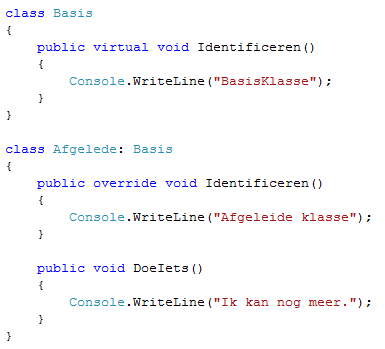 class Basis
{
    public virtual void Identificeren()
    {
        Console.WriteLine("BasisKlasse");
    }
}

class Afgelede: Basis
{
    public override void Identificeren()
    {
        Console.WriteLine("Afgeleide klasse");
    }

    public void DoeIets()
    {
        Console.WriteLine("Ik kan nog meer.");
    }
}